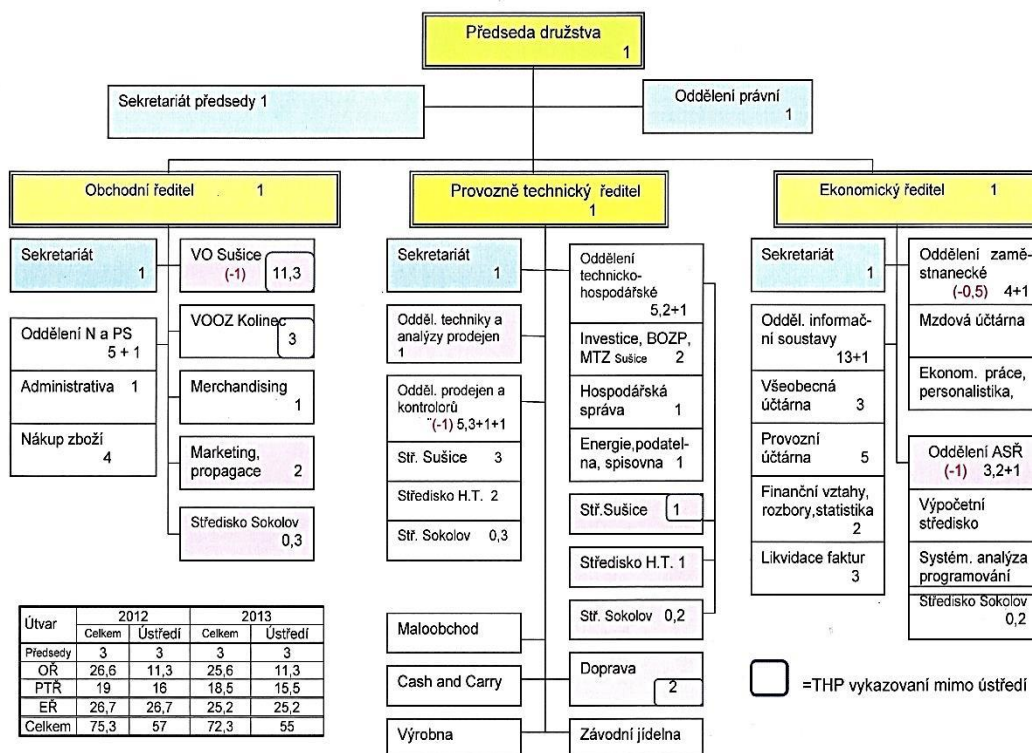 Předseda družstva
1
Sekretariát předsedy 1
Oddělení právní
1
Obchodní ředitel 1
Provozně technický ředitel
1
Ekonomický ředitel 1
Sekretariát
1
Oddělení N a PS
5 + 1
Administrativa 1
Nákup zboží
4
VO Sušice
(-1) 11,3
VOOZ Kolinec
3
Merchandising
1
Marketing,
propagace 2
Středisko Sokolov
0,3
Sekretariát
1
Odděl. techniky a
analýzy prodejen
1
Odděl. prodejen a
kontrolorů
(-1) 5,3+1+1
Stř. Sušice 3
Středisko H.T. 2
Stř. Sokolov 0,3
Oddělení
technicko-
hospodářské
5,2+1
Investice, BOZP,
MTZ Sušice 2
Hospodářská
správa 1
Energie,podatel-
na, spisovna 1
Stř.Sušice 1
Středisko H.T. 1
Stř. Sokolov 0,2
Maloobchod
Cash and Carry
Výrobna
Doprava
2
Závodní jídelna
Sekretariát
1
Odděl. informač-
ní soustavy
13+1
Všeobecná
účtárna 3
Provozní
účtárna 5
Finanční vztahy,
rozbory,statistika
2
Likvidace faktur
3
Oddělení zamě-
stnanecké
(-0,5) 4+1
Mzdová účtárna
Ekonom. práce,
personalistika,
Oddělení ASŘ
(-1) 3,2+1
Výpočetní
středisko
Systém. analýza
programování
Středisko Sokolov
0,2
Útvar 2012 2013
Celkem Ústředí Celkem Ústředí
Předsedy 3 3 3 3
OŘ 26,6 11,3 25,6 11,3
PTŘ 19 16 18,5 15,5
EŘ 26,7 26,7 25,2 25,2
Celkem 75,3 57 72,3 55
=THP vykazovaní mimo ústředí